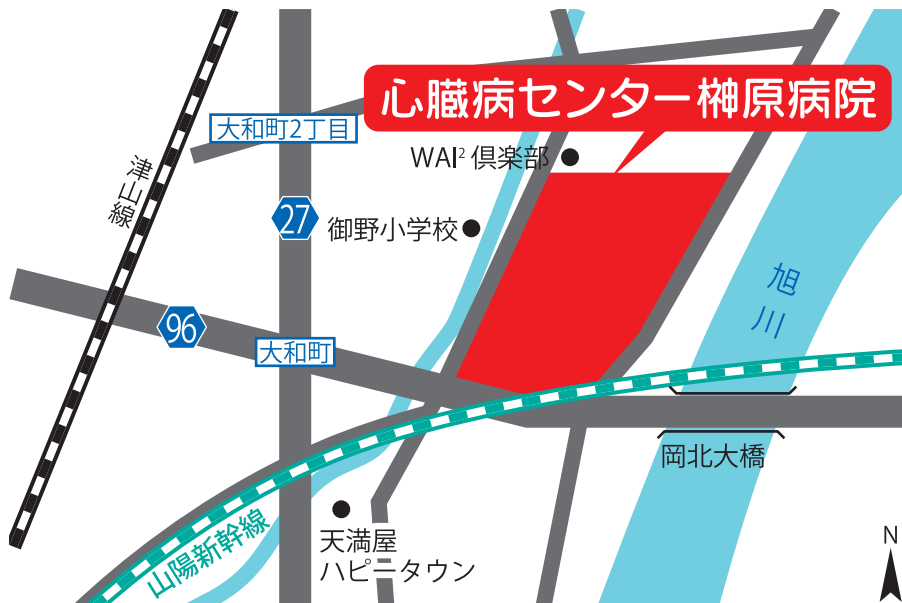 心臓病センター榊原病院
大和町2丁目
WAI² 倶楽部
津山線
27
御野小学校
旭川
96
大和町
岡北大橋
山陽新幹線
天満屋
ハピータウン
N